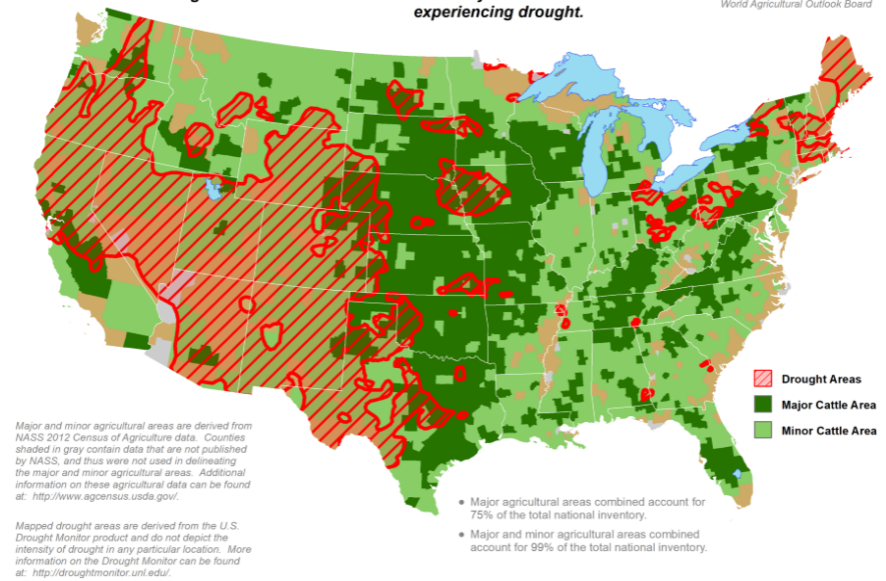 experiencing drought.
World Agricultural Outlook Board
Drought Areas
Major Cattle Area
Minor Cattle Area
Major and minor agricultural areas are derived from
NASS 2012 Census of Agriculture data. Counties
shaded in gray contain data that are not published
by NASS, and thus were not used in delineating
the major and minor agricultural areas. Additional
information on these agricultural data can be found
at: http://www.agcensus.usda.gov/.
Mapped drought areas are derived from the U.S.
Drought Monitor product and do not depict the
intensity of drought in any particular location. More
information on the Drought Monitor can be found
at: http://droughtmonitor.unl.edu/.
• Major agricultural areas combined account for
75% of the total national inventory.
• Major and minor agricultural areas combined
account for 99% of the total national inventory.